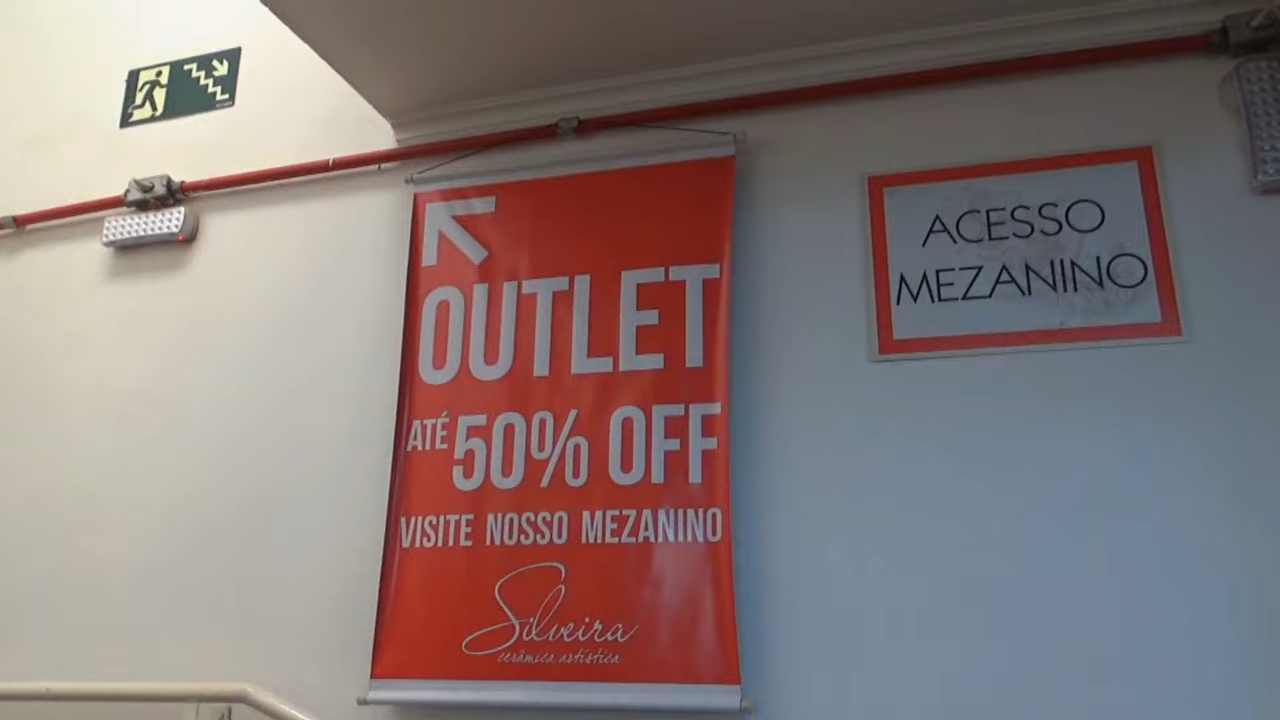 OUTLET
ATÉ 50% OFF
VISITE NOSSO MEZANINO
Silveira
cerâmica artística
ACESSO
MEZANINO